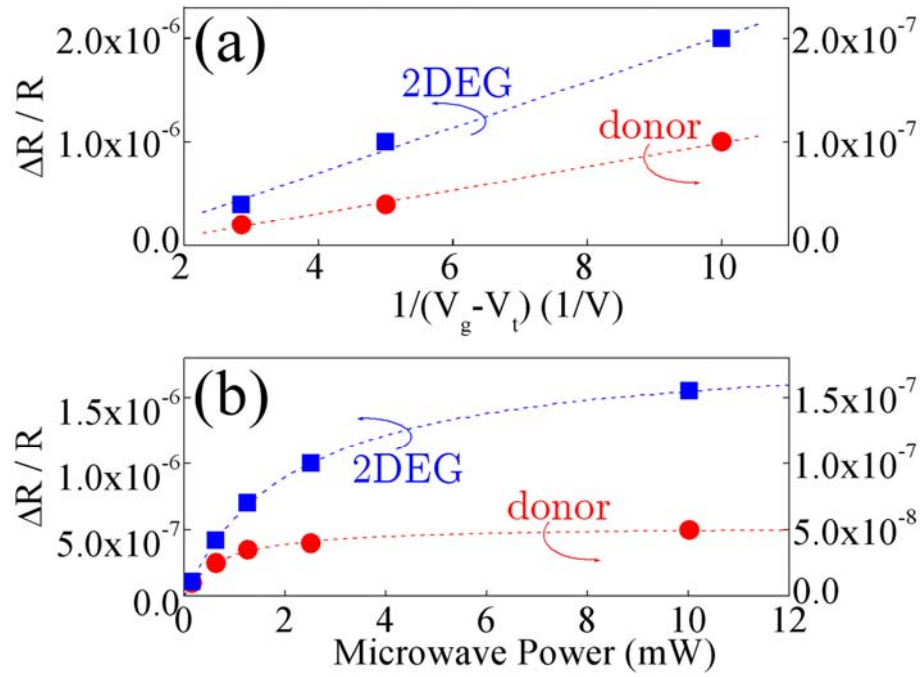 (a)
2.0x10⁻⁶
1.0x10⁻⁶
0.0
ΔR / R
2DEG
donor
2.0x10⁻⁷
1.0x10⁻⁷
0.0
2 4 6 8 10
1/(V_g-V_t) (1/V)
(b)
1.5x10⁻⁶
1.0x10⁻⁶
5.0x10⁻⁷
0.0
ΔR / R
2DEG
donor
1.5x10⁻⁷
1.0x10⁻⁷
5.0x10⁻⁸
0.0
0 2 4 6 8 10 12
Microwave Power (mW)